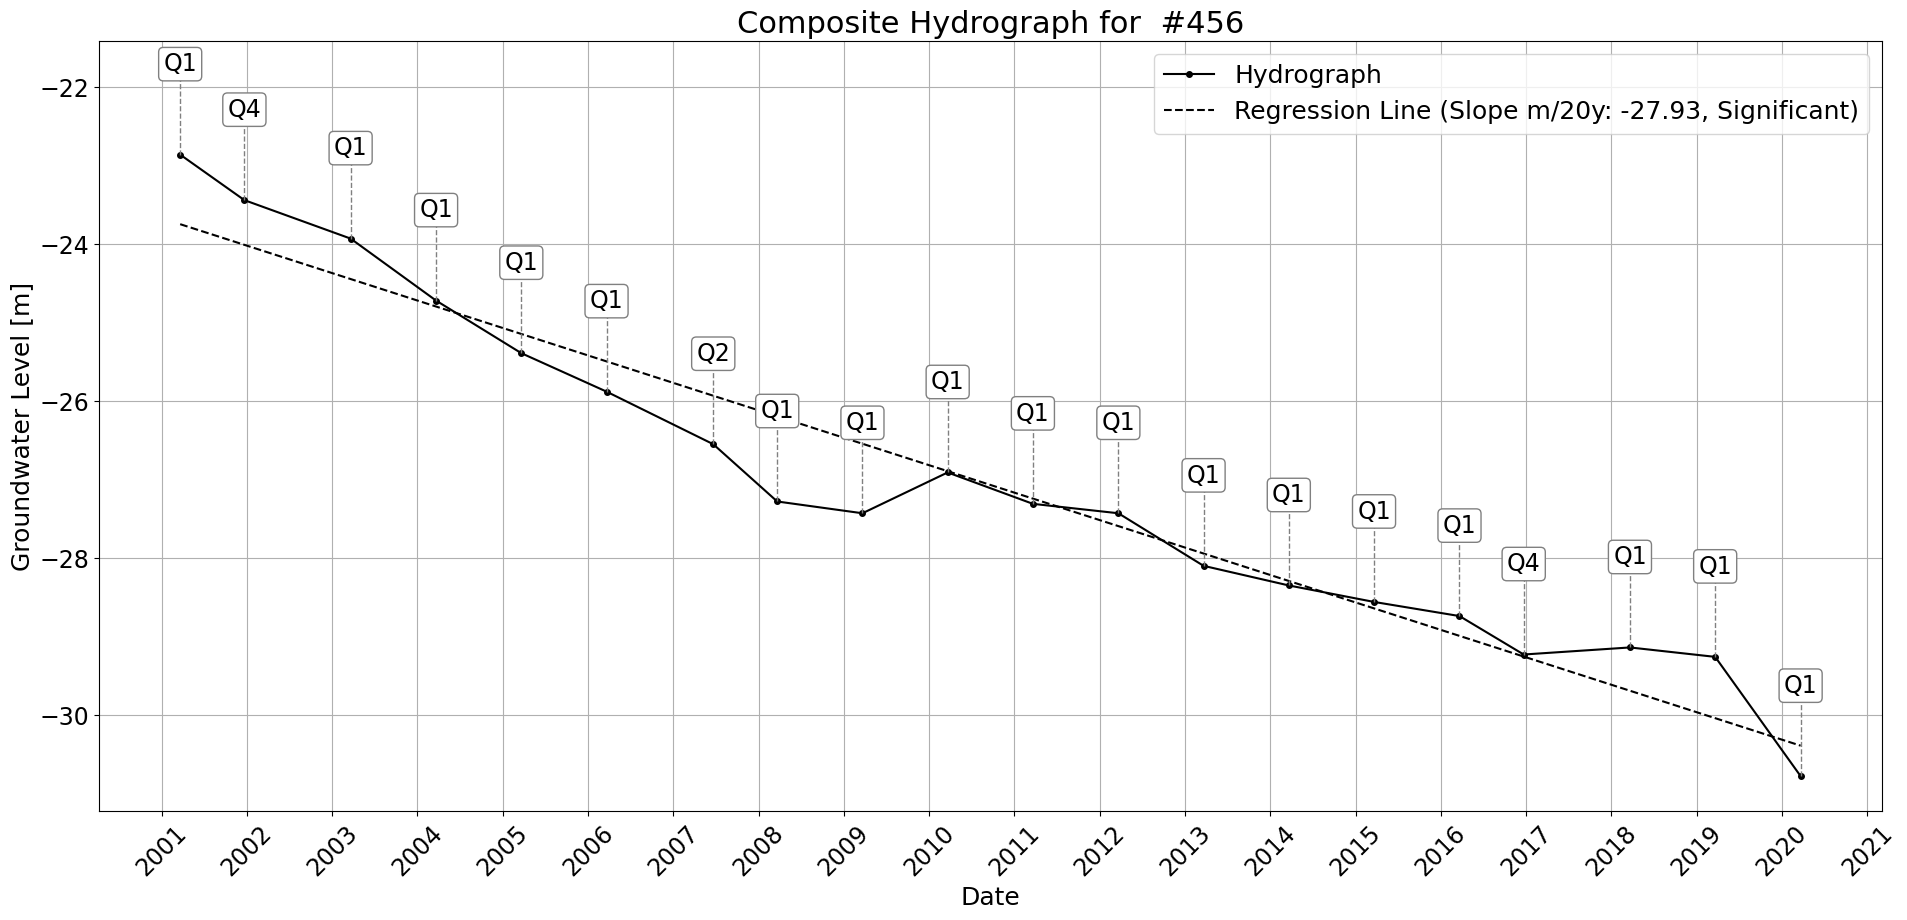 Composite Hydrograph for  #456
Hydrograph
Regression Line (Slope m/20y: -27.93, Significant)
Q1
Q4
Q1
Q1
Q1
Q1
Q2
Q1
Q1
Q1
Q1
Q1
Q1
Q1
Q1
Q1
Q4
Q1
Q1
Q1
Groundwater Level [m]
−22
−24
−26
−28
−30
2001
2002
2003
2004
2005
2006
2007
2008
2009
2010
2011
2012
2013
2014
2015
2016
2017
2018
2019
2020
2021
Date